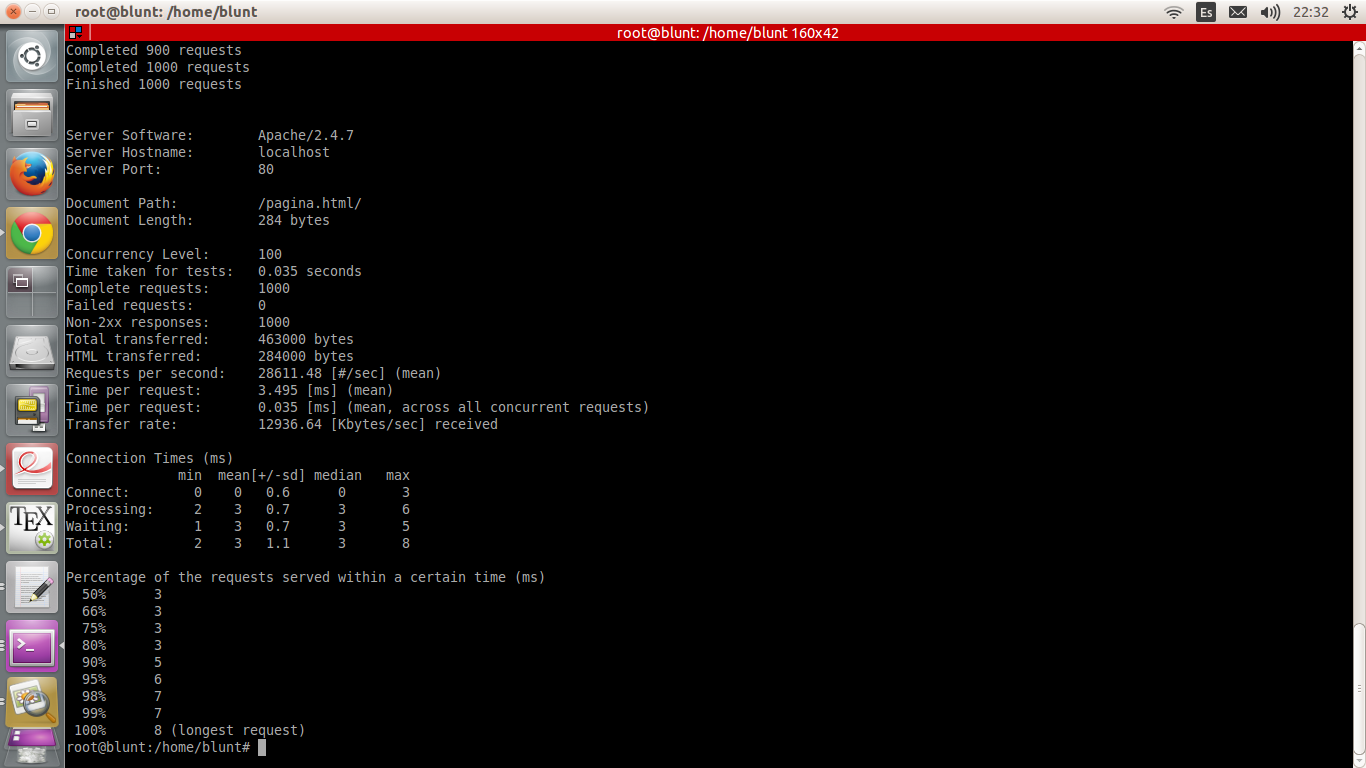 root@blunt: /home/blunt
Es
22:32
root@blunt: /home/blunt 160x42
Completed 900 requests
Completed 1000 requests
Finished 1000 requests
Server Software:        Apache/2.4.7
Server Hostname:        localhost
Server Port:            80
Document Path:          /pagina.html/
Document Length:        284 bytes
Concurrency Level:      100
Time taken for tests:   0.035 seconds
Complete requests:      1000
Failed requests:        0
Non-2xx responses:      1000
Total transferred:      463000 bytes
HTML transferred:       284000 bytes
Requests per second:    28611.48 [#/sec] (mean)
Time per request:       3.495 [ms] (mean)
Time per request:       0.035 [ms] (mean, across all concurrent requests)
Transfer rate:          12936.64 [Kbytes/sec] received
Connection Times (ms)
              min  mean[+/-sd] median   max
Connect:        0    0   0.6      0       3
Processing:     2    3   0.7      3       6
Waiting:        1    3   0.7      3       5
Total:          2    3   1.1      3       8
Percentage of the requests served within a certain time (ms)
  50%      3
  66%      3
  75%      3
  80%      3
  90%      5
  95%      6
  98%      7
  99%      7
 100%      8 (longest request)
root@blunt:/home/blunt#
TEX
>_